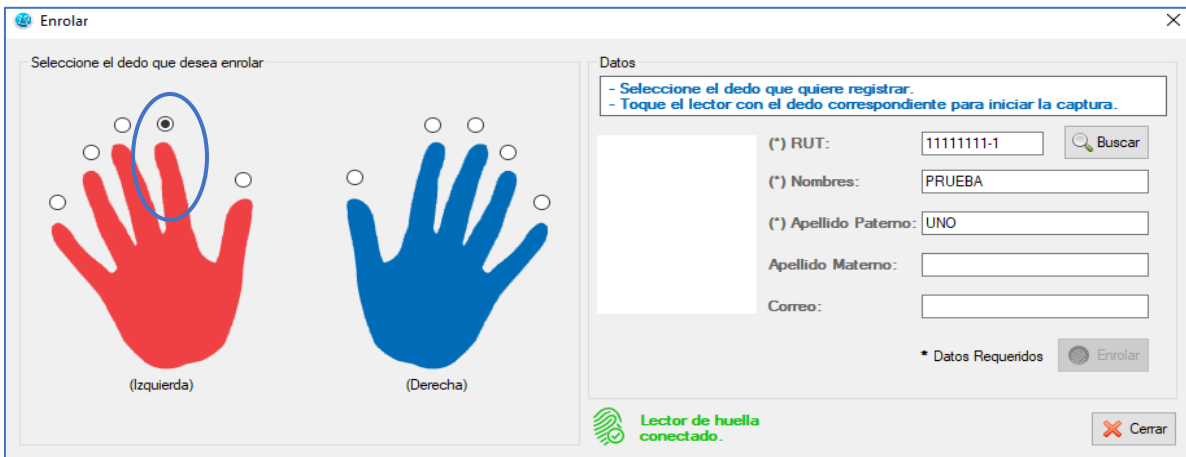 Enrolar
Seleccione el dedo que desea enrolar
(Izquierda)
(Derecha)
Datos
- Seleccione el dedo que quiere registrar.
- Toque el lector con el dedo correspondiente para iniciar la captura.
(*) RUT: 11111111-1 Buscar
(*) Nombres: PRUEBA
(*) Apellido Paterno: UNO
Apellido Materno:
Correo:
* Datos Requeridos Enrolar
Lector de huella
conectado.
Cerrar